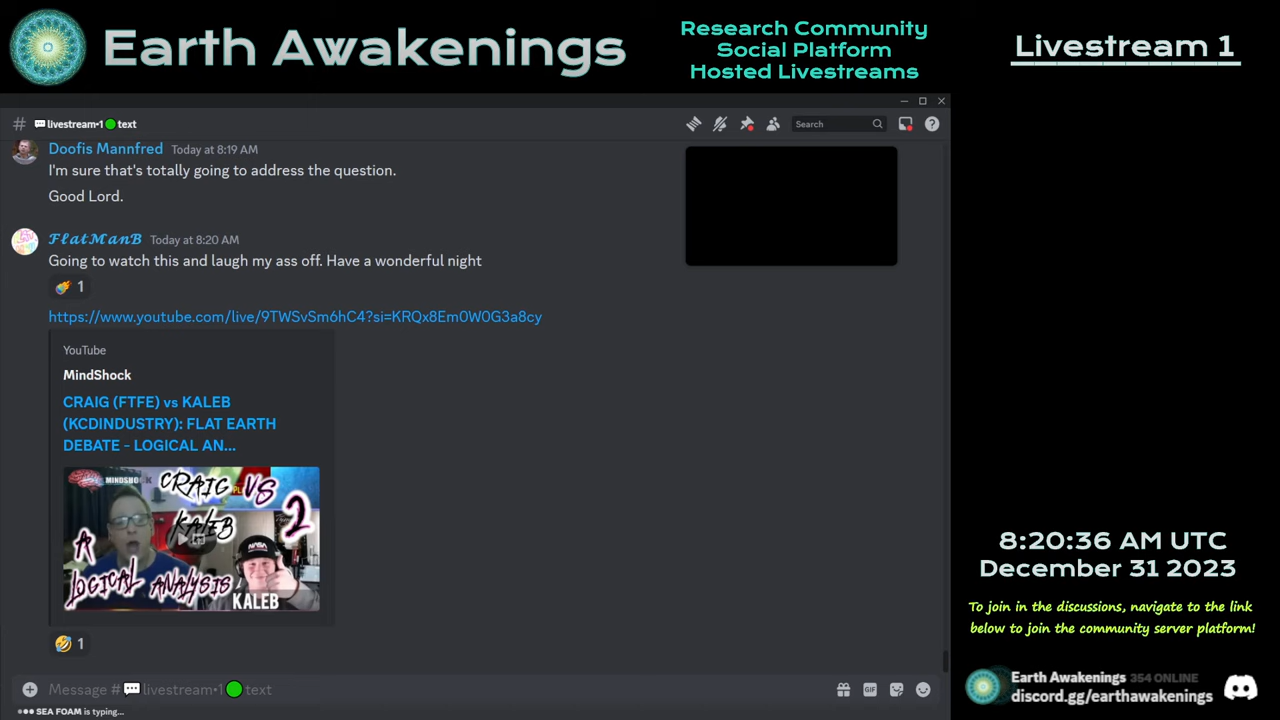 Earth Awakenings
Research Community
Social Platform
Hosted Livestreams
Livestream 1
# 💬livestream•1🟢text
Search
Doofis Mannfred Today at 8:19 AM
I'm sure that's totally going to address the question.
Good Lord.
𝓕𝓵𝓪𝓽𝓜𝓪𝓷𝓑 Today at 8:20 AM
Going to watch this and laugh my ass off. Have a wonderful night
1
https://www.youtube.com/live/9TWSvSm6hC4?si=KRQx8Em0W0G3a8cy
YouTube
MindShock
CRAIG (FTFE) vs KALEB
(KCDINDUSTRY): FLAT EARTH
DEBATE - LOGICAL AN...
MINDSHOCK
CRAIG VS
KALEB
2
A
LOGICAL ANALYSIS
NASA
KALEB
🤣 1
Message #💬livestream•1🟢text
GIF
SEA FOAM is typing...
8:20:36 AM UTC
December 31 2023
To join in the discussions, navigate to the link
below to join the community server platform!
Earth Awakenings 354 ONLINE
discord.gg/earthawakenings